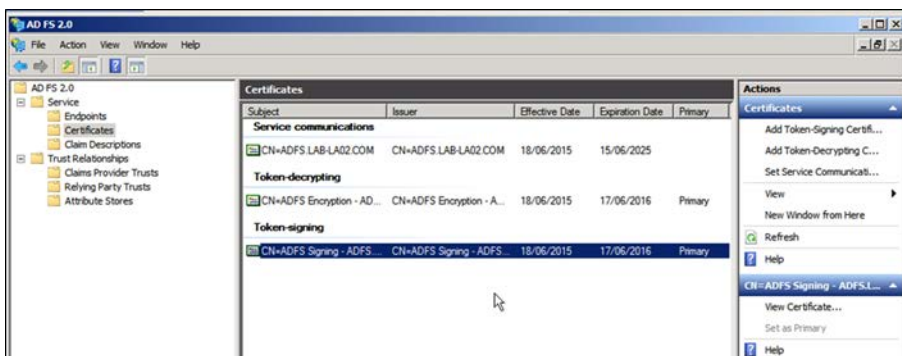 AD FS 2.0
File Action View Window Help
AD FS 2.0
Service
Endpoints
Certificates
Claim Descriptions
Trust Relationships
Claims Provider Trusts
Relying Party Trusts
Attribute Stores
Certificates
Subject Issuer Effective Date Expiration Date Primary
Service communications
CN=ADFS.LAB-LA02.COM CN=ADFS.LAB-LA02.COM 18/06/2015 15/06/2025
Token-decrypting
CN=ADFS Encryption - AD... CN=ADFS Encryption - A... 18/06/2015 17/06/2016 Primary
Token-signing
CN=ADFS Signing - ADFS.... CN=ADFS Signing - ADFS... 18/06/2015 17/06/2016 Primary
Actions
Certificates
Add Token-Signing Certifi...
Add Token-Decrypting C...
Set Service Communicati...
View
New Window from Here
Refresh
Help
CN=ADFS Signing - ADFS.L...
View Certificate...
Set as Primary
Help